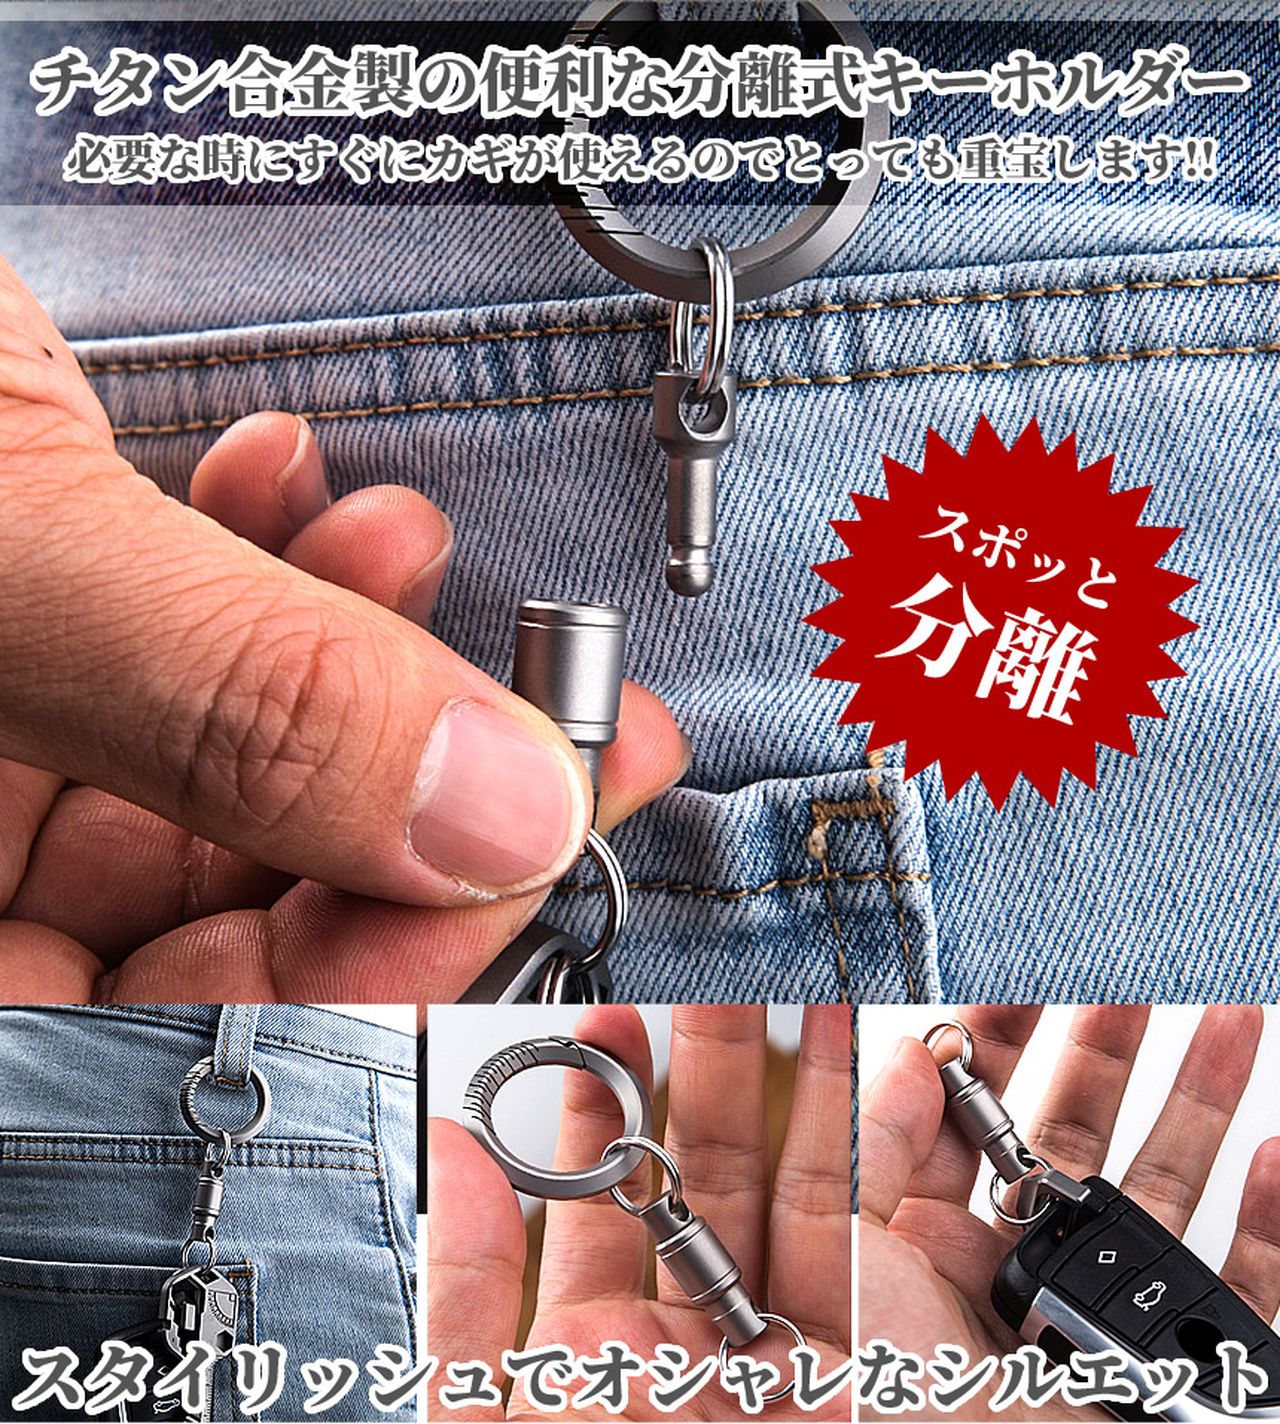 チタン合金製の便利な分離式キーホルダー
必要な時にすぐにカギが使えるのでとっても重宝します!!
スポッと
分離
スタイリッシュでオシャレなシルエット